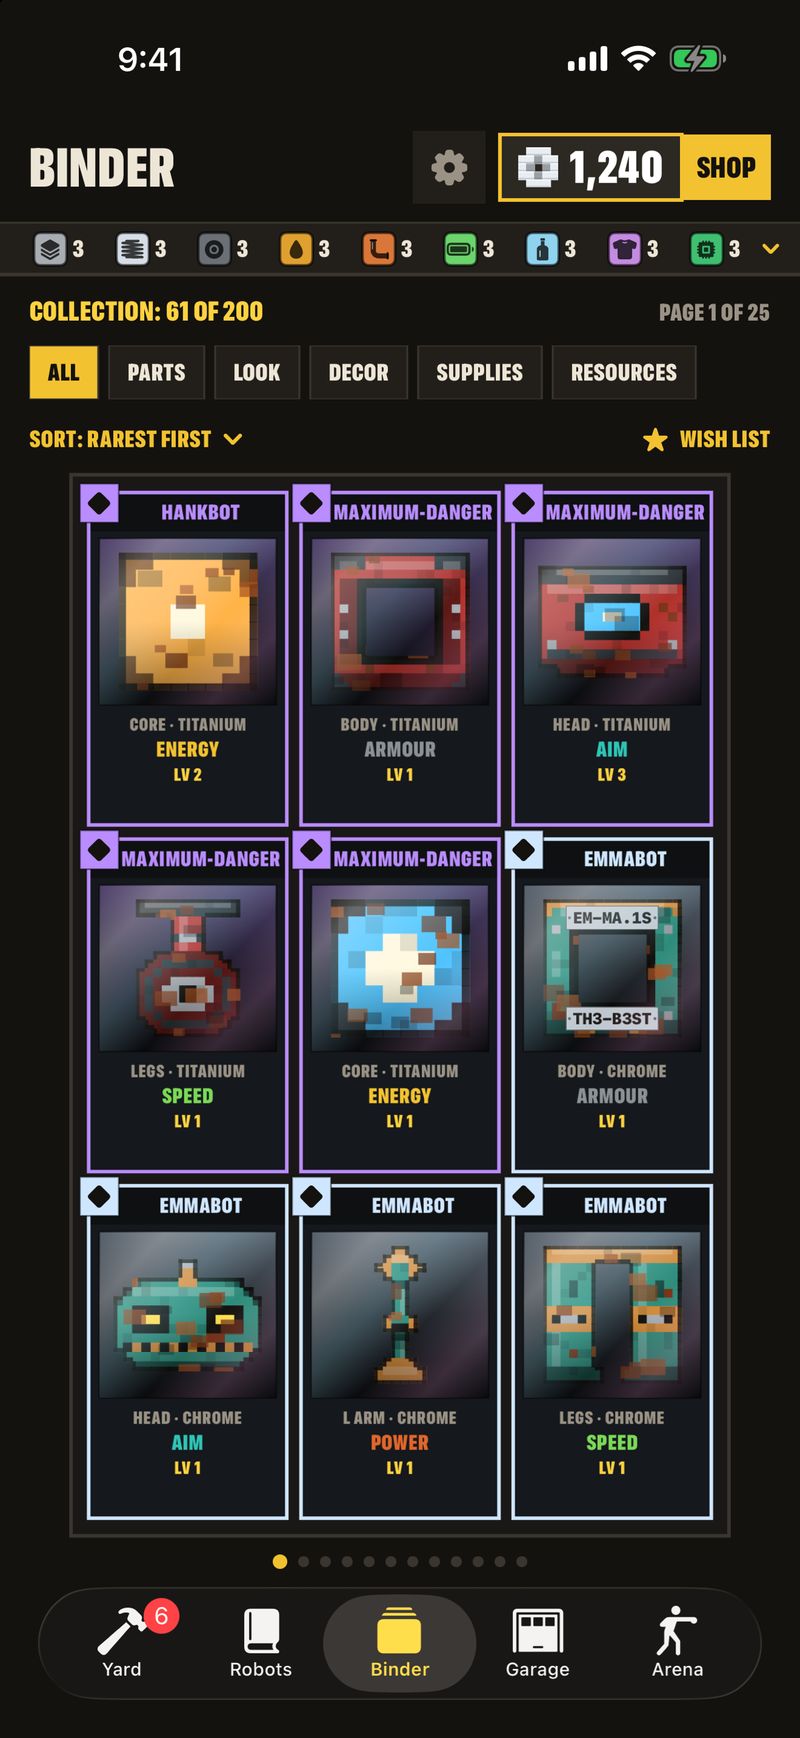 9:41
BINDER
1,240
SHOP
3 3 3 3 3 3 3 3 3
COLLECTION: 61 OF 200
PAGE 1 OF 25
ALL
PARTS
LOOK
DECOR
SUPPLIES
RESOURCES
SORT: RAREST FIRST
WISH LIST
HANKBOT
CORE · TITANIUM
ENERGY
LV 2
MAXIMUM-DANGER
BODY · TITANIUM
ARMOUR
LV 1
MAXIMUM-DANGER
HEAD · TITANIUM
AIM
LV 3
MAXIMUM-DANGER
LEGS · TITANIUM
SPEED
LV 1
MAXIMUM-DANGER
CORE · TITANIUM
ENERGY
LV 1
EMMABOT
EM-MA.1S
TH3-B3ST
BODY · CHROME
ARMOUR
LV 1
EMMABOT
HEAD · CHROME
AIM
LV 1
EMMABOT
L ARM · CHROME
POWER
LV 1
EMMABOT
LEGS · CHROME
SPEED
LV 1
6
Yard
Robots
Binder
Garage
Arena